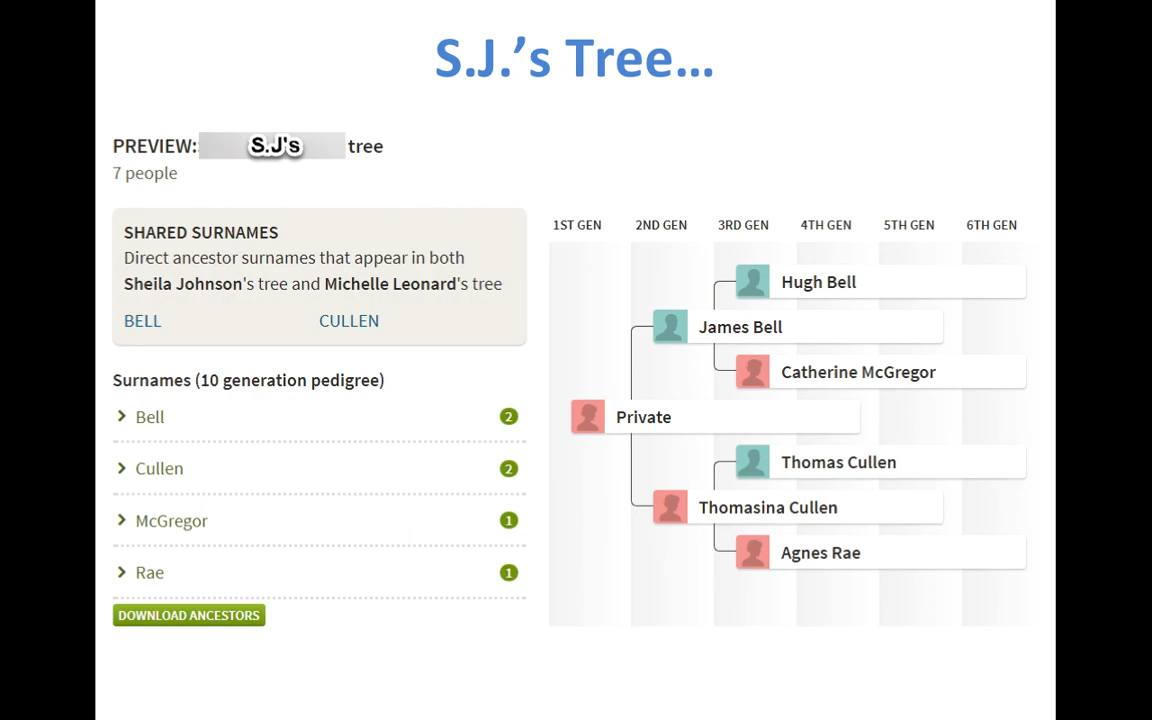 S.J.’s Tree...
PREVIEW: S.J's tree
7 people
SHARED SURNAMES
Direct ancestor surnames that appear in both
Sheila Johnson's tree and Michelle Leonard's tree
BELL CULLEN
Surnames (10 generation pedigree)
Bell 2
Cullen 2
McGregor 1
Rae 1
DOWNLOAD ANCESTORS
1ST GEN 2ND GEN 3RD GEN 4TH GEN 5TH GEN 6TH GEN
Hugh Bell
James Bell
Catherine McGregor
Private
Thomas Cullen
Thomasina Cullen
Agnes Rae